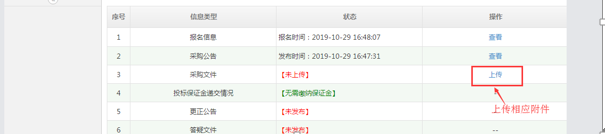 序号 信息类型 状态 操作
1 报名信息 报名时间：2019-10-29 16:48:07 查看
2 采购公告 发布时间：2019-10-29 16:47:31 查看
3 采购文件 【未上传】 上传
4 投标保证金递交情况 【无需缴纳保证金】
上传相应附件
5 更正公告 【未发布】
6 答疑文件 【未发布】 --